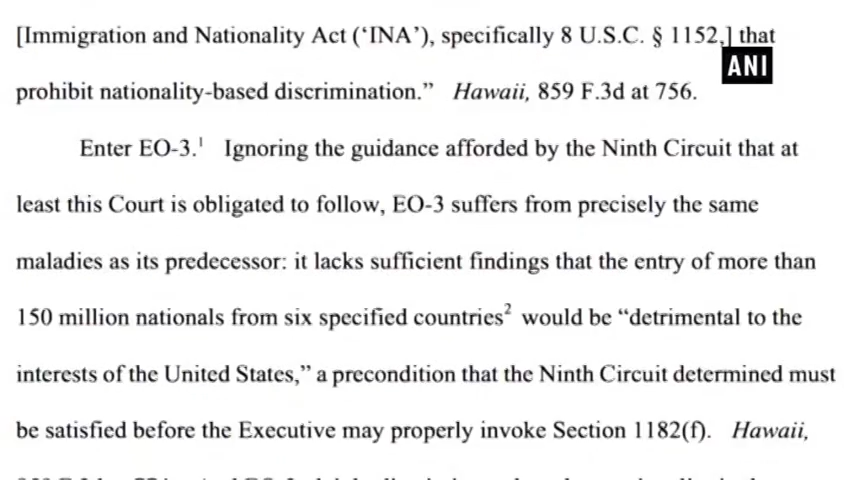 [Immigration and Nationality Act (‘INA’), specifically 8 U.S.C. § 1152,] that
ANI
prohibit nationality-based discrimination.” Hawaii, 859 F.3d at 756.
Enter EO-3.1 Ignoring the guidance afforded by the Ninth Circuit that at
least this Court is obligated to follow, EO-3 suffers from precisely the same
maladies as its predecessor: it lacks sufficient findings that the entry of more than
150 million nationals from six specified countries2 would be “detrimental to the
interests of the United States,” a precondition that the Ninth Circuit determined must
be satisfied before the Executive may properly invoke Section 1182(f). Hawaii,